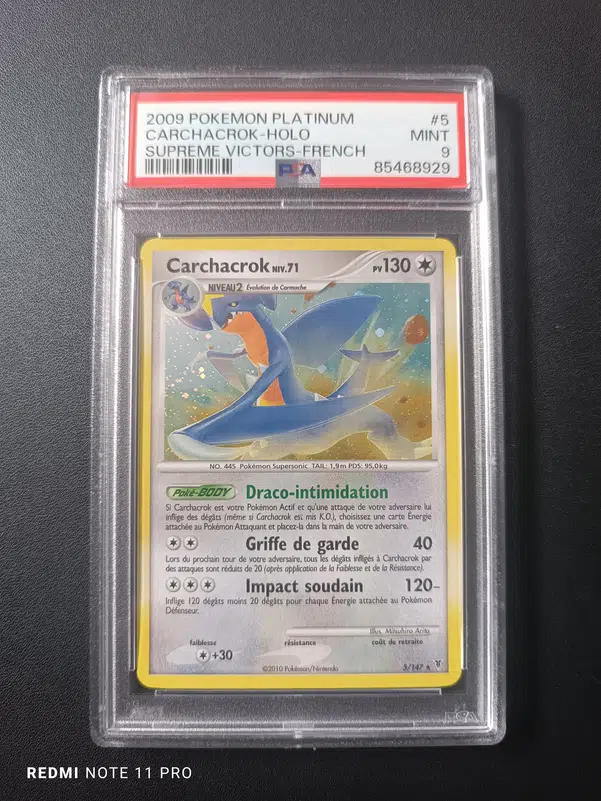 2009 POKEMON PLATINUM #5
CARCHACROK-HOLO MINT
SUPREME VICTORS-FRENCH 9
PSA 85468929
Carchacrok NIV.71 PV 130
NIVEAU 2 Évolution de Carmache
NO. 445 Pokémon Supersonic TAIL: 1,9m PDS: 95,0kg
Poké-BODY Draco-intimidation
Si Carchacrok est votre Pokémon Actif et qu'une attaque de votre adversaire lui
inflige des dégâts (même si Carchacrok est mis K.O.), choisissez une carte Énergie
attachée au Pokémon Attaquant et placez-la dans la main de votre adversaire.
Griffe de garde 40
Lors du prochain tour de votre adversaire, tous les dégâts infligés à Carchacrok par
des attaques sont réduits de 20 (après application de la Faiblesse et de la Résistance).
Impact soudain 120-
Inflige 120 dégâts moins 20 dégâts pour chaque Énergie attachée au Pokémon
Défenseur.
Illus. Mitsuhiro Arita
faiblesse résistance coût de retraite
+30
©2010 Pokémon/Nintendo 5/147 ★
REDMI NOTE 11 PRO